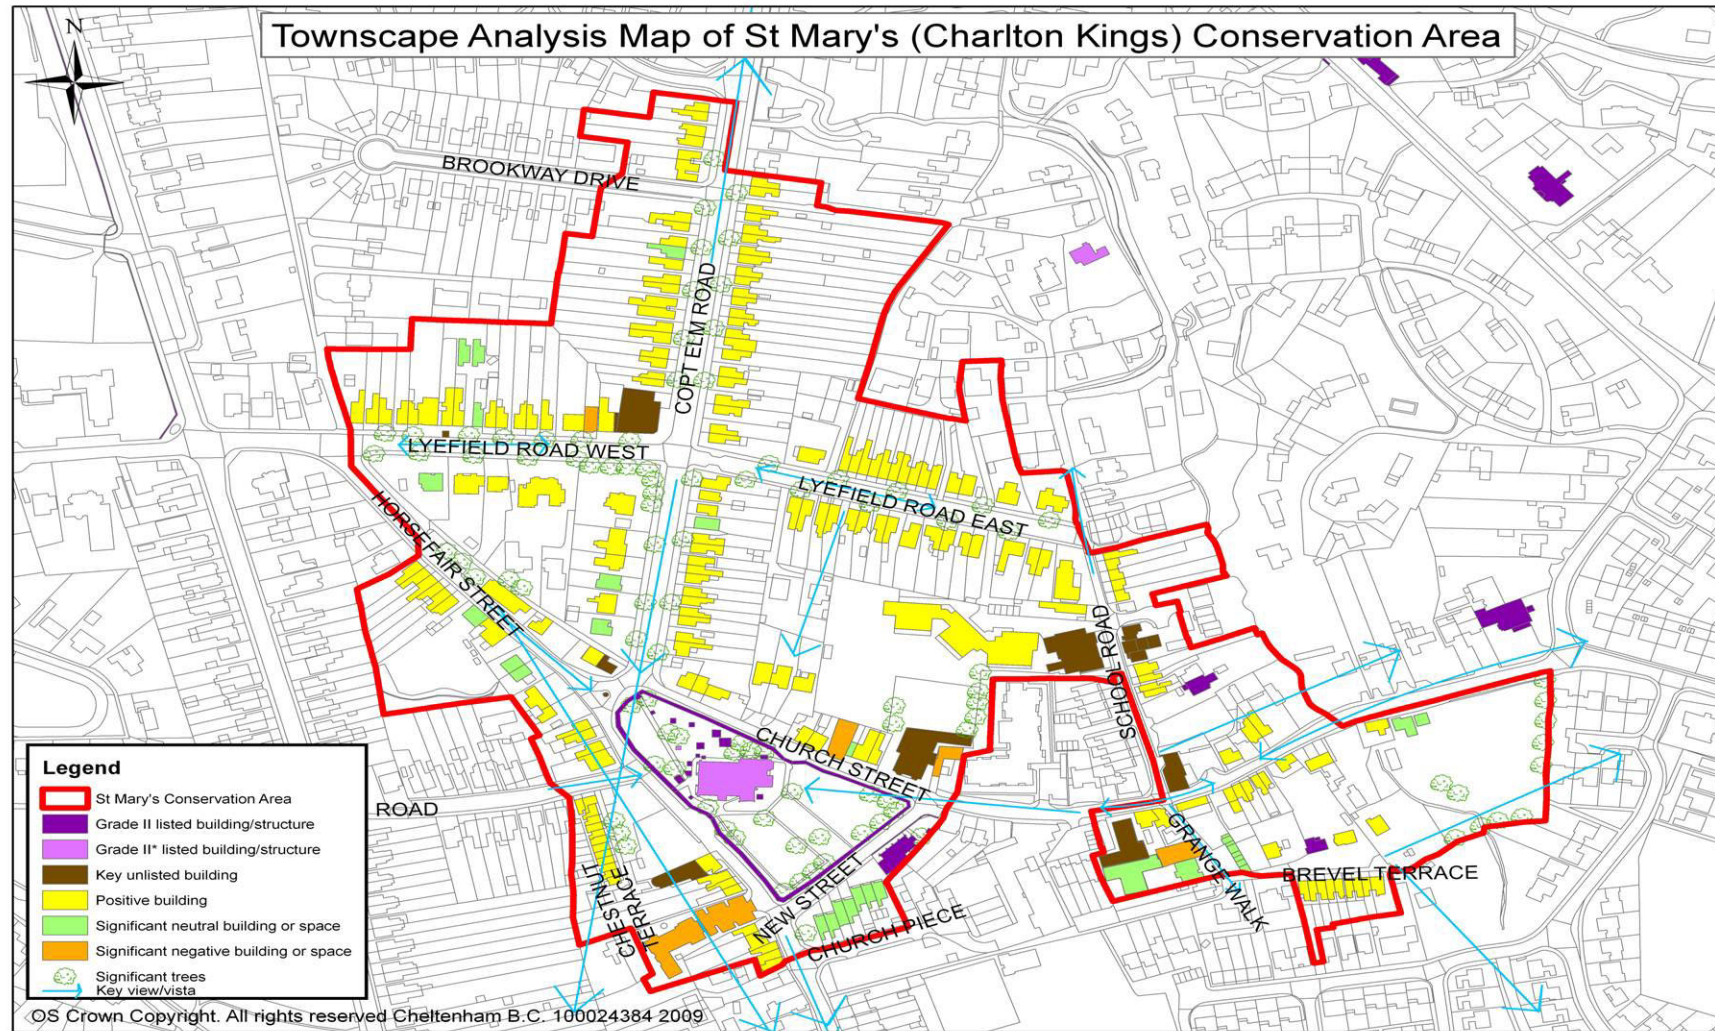 Townscape Analysis Map of St Mary's (Charlton Kings) Conservation Area
N
BROOKWAY DRIVE
COPT ELM ROAD
LYEFIELD ROAD WEST
LYEFIELD ROAD EAST
HORSEFAIR STREET
SCHOOL ROAD
CHURCH STREET
ROAD
GRANGE WALK
BREVEL TERRACE
CHESTNUT
TERRACE
NEW STREET
CHURCH PIECE
Legend
St Mary's Conservation Area
Grade II listed building/structure
Grade II* listed building/structure
Key unlisted building
Positive building
Significant neutral building or space
Significant negative building or space
Significant trees
Key view/vista
OS Crown Copyright. All rights reserved Cheltenham B.C. 100024384 2009